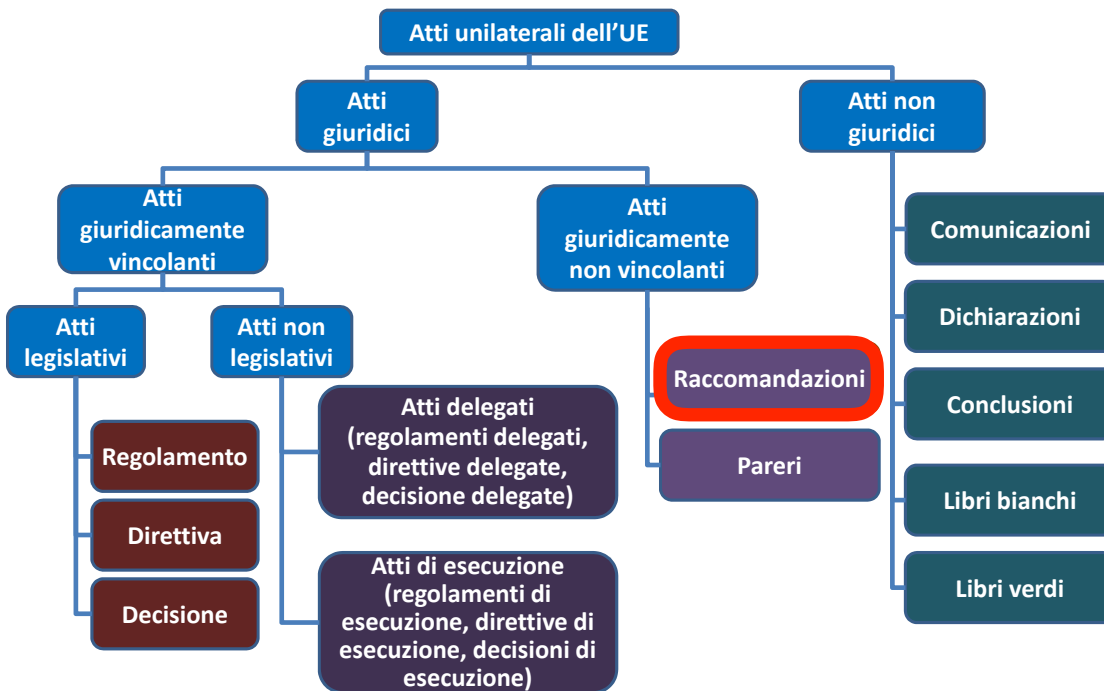 Atti unilaterali dell’UE
Atti
giuridici
Atti non
giuridici
Atti
giuridicamente
vincolanti
Atti
giuridicamente
non vincolanti
Atti
legislativi
Atti non
legislativi
Regolamento
Direttiva
Decisione
Atti delegati
(regolamenti delegati,
direttive delegate,
decisione delegate)
Atti di esecuzione
(regolamenti di
esecuzione, direttive di
esecuzione, decisioni di
esecuzione)
Raccomandazioni
Pareri
Comunicazioni
Dichiarazioni
Conclusioni
Libri bianchi
Libri verdi